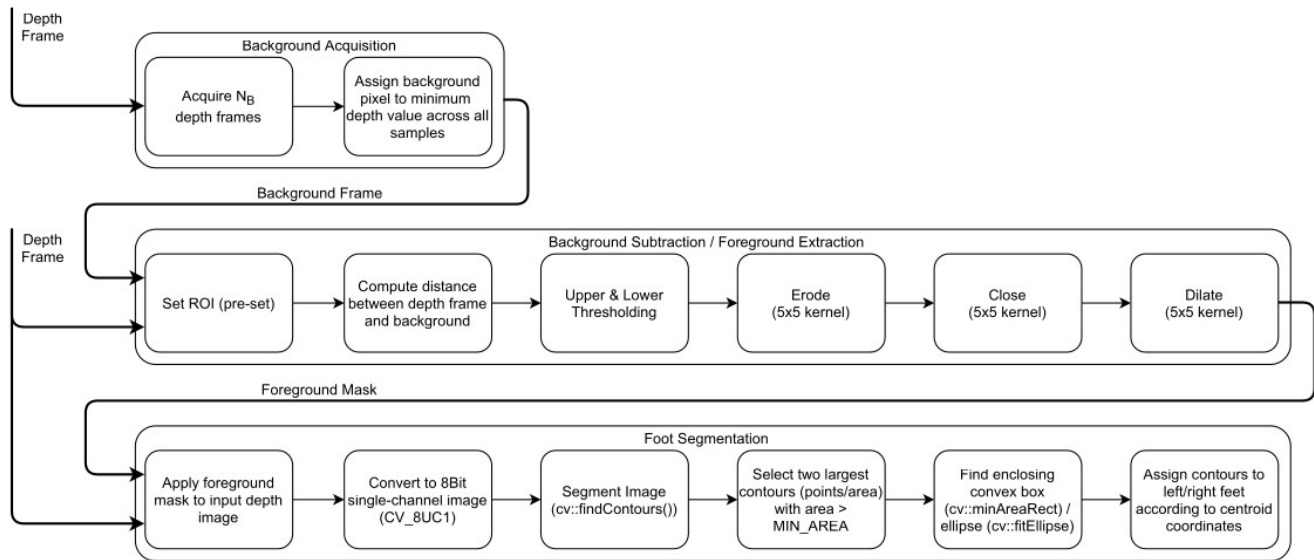 Depth
Frame
Background Acquisition
Acquire NB
depth frames
Assign background
pixel to minimum
depth value across all
samples
Background Frame
Depth
Frame
Background Subtraction / Foreground Extraction
Set ROI (pre-set)
Compute distance
between depth frame
and background
Upper & Lower
Thresholding
Erode
(5x5 kernel)
Close
(5x5 kernel)
Dilate
(5x5 kernel)
Foreground Mask
Foot Segmentation
Apply foreground
mask to input depth
image
Convert to 8Bit
single-channel image
(CV_8UC1)
Segment Image
(cv::findContours())
Select two largest
contours (points/area)
with area >
MIN_AREA
Find enclosing
convex box
(cv::minAreaRect) /
ellipse (cv::fitEllipse)
Assign contours to
left/right feet
according to centroid
coordinates